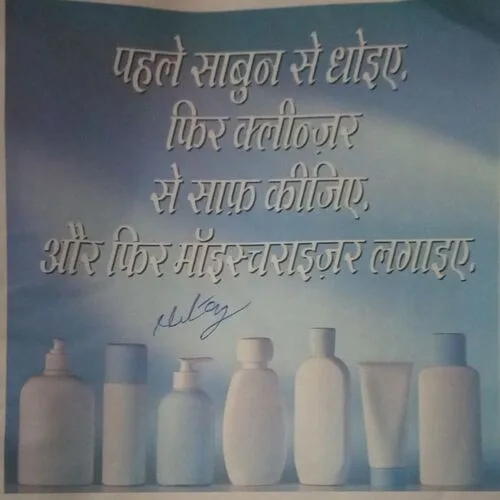 पहले साबुन से धोइए.
फिर क्लीन्ज़र
से साफ़ कीजिए.
और फिर मॉइस्चराइज़र लगाइए.